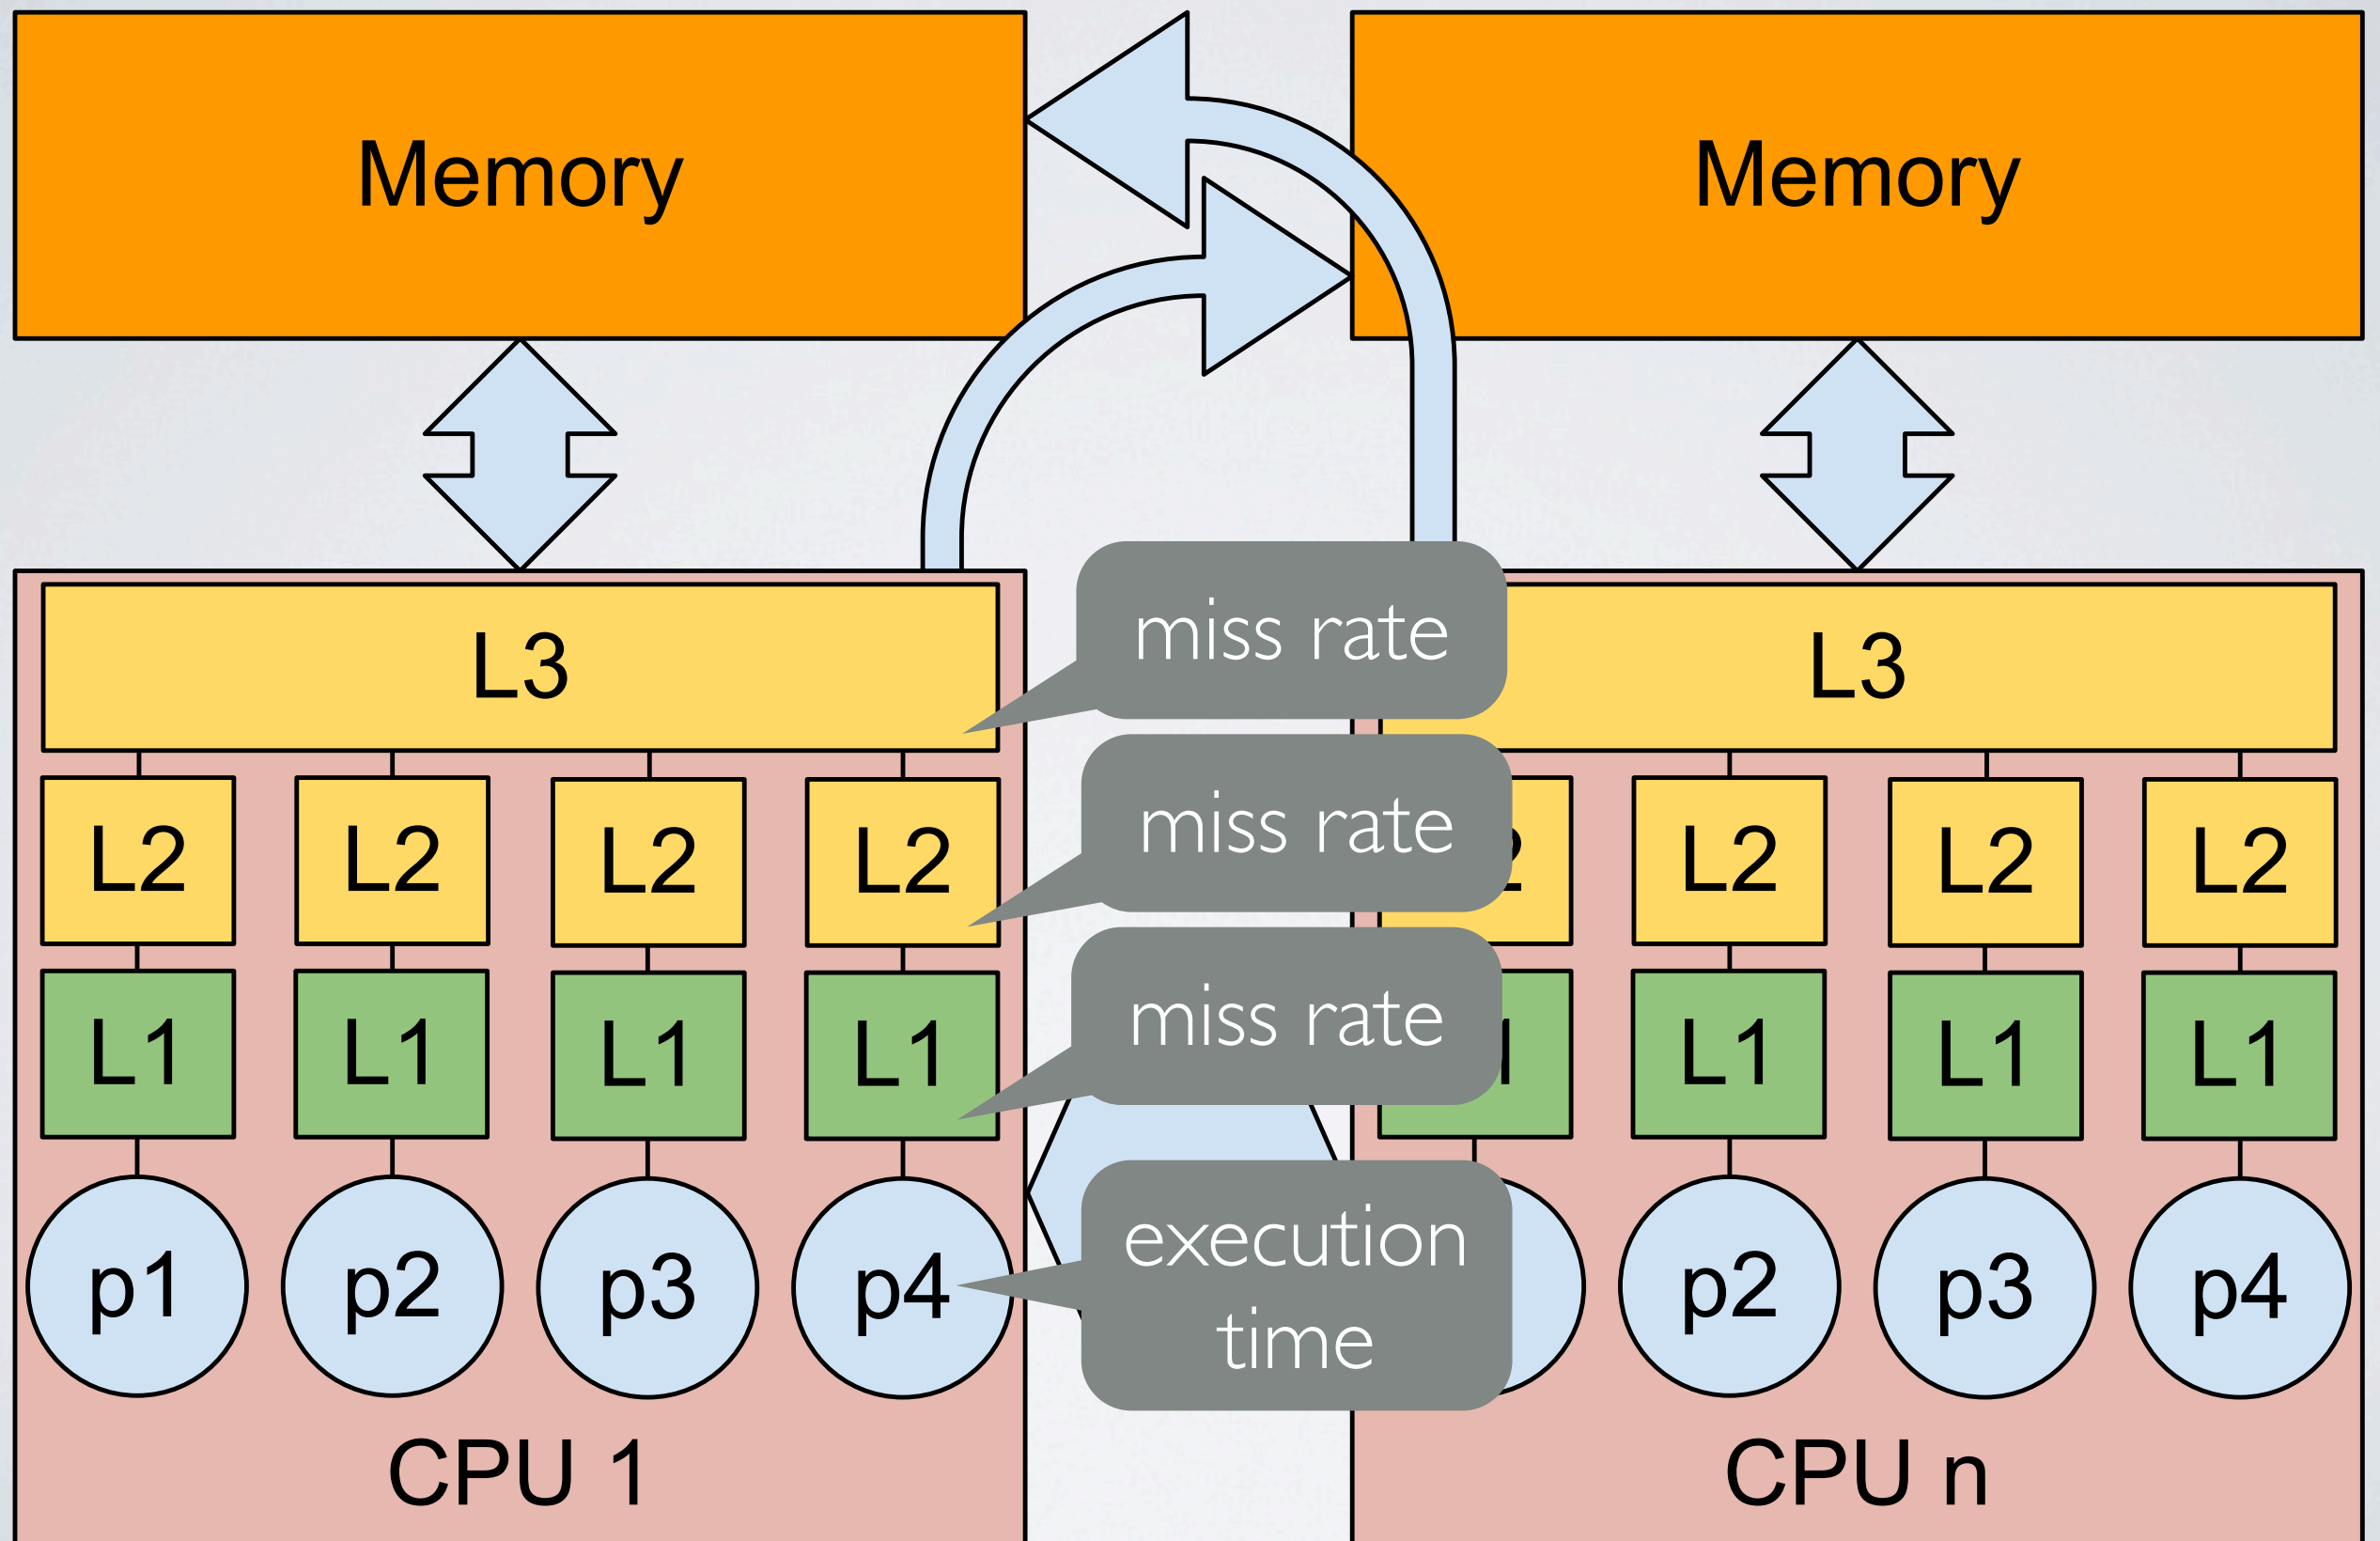 Memory
Memory
miss rate
L3
L3
miss rate
L2
L2
L2
L2
L2
L2
L2
miss rate
L1
L1
L1
L1
L1
L1
L1
execution
time
p1
p2
p3
p4
p2
p3
p4
CPU 1
CPU n